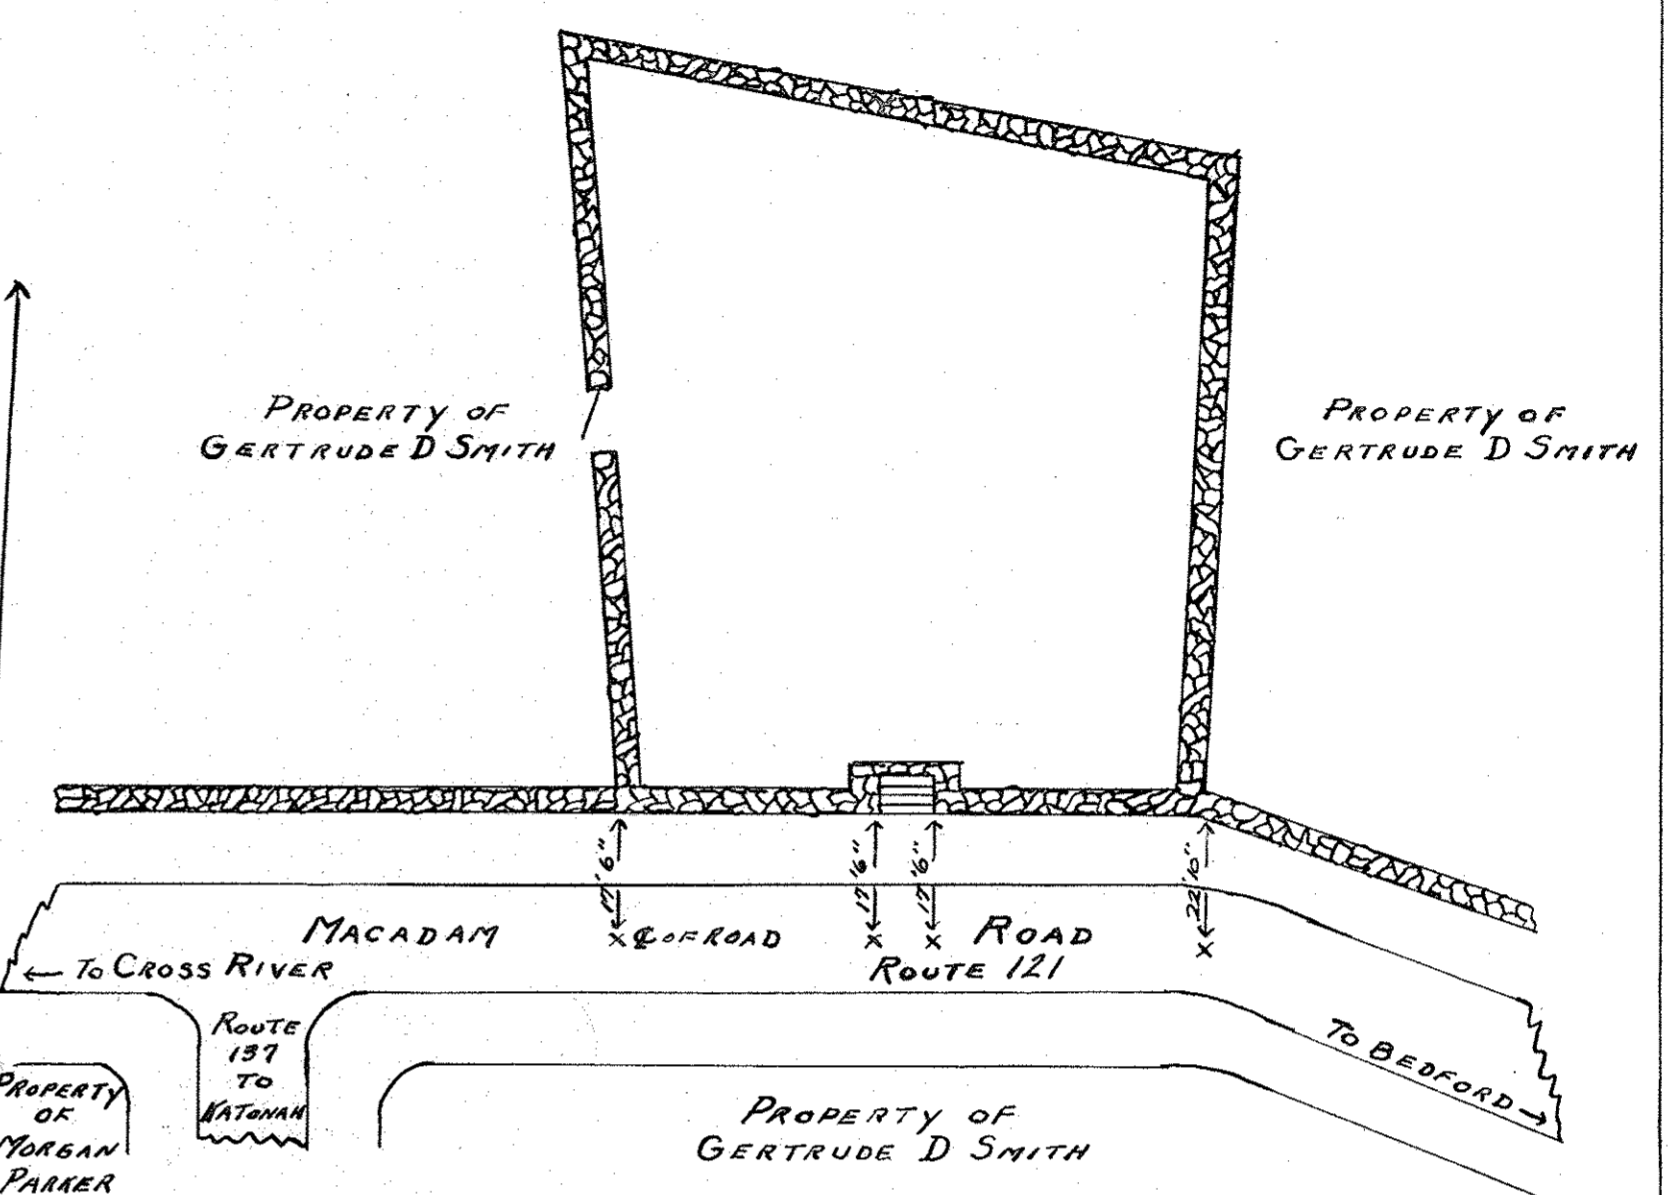 PROPERTY OF
GERTRUDE D SMITH
PROPERTY OF
GERTRUDE D SMITH
17' 6"
17' 6"
17' 6"
22' 10"
MACADAM
X ℄ OF ROAD
X
X
ROAD
X
ROUTE 121
← TO CROSS RIVER
ROUTE
137
TO
KATONAH
TO BEDFORD →
PROPERTY
OF
MORGAN
PARKER
PROPERTY OF
GERTRUDE D SMITH